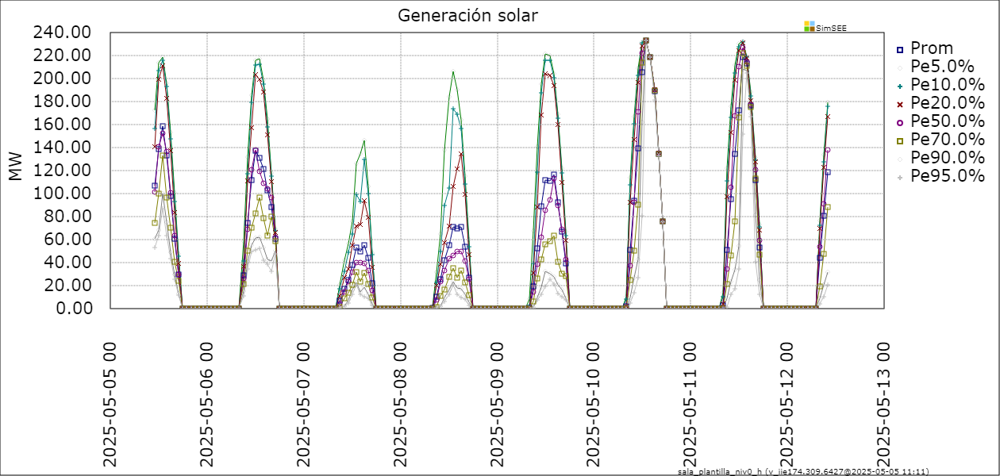 Generación solar
SimSEE
240.00
220.00
200.00
180.00
160.00
140.00
120.00
100.00
80.00
60.00
40.00
20.00
0.00
MW
Prom
Pe5.0%
Pe10.0%
Pe20.0%
Pe50.0%
Pe70.0%
Pe90.0%
Pe95.0%
2025-05-05 00
2025-05-06 00
2025-05-07 00
2025-05-08 00
2025-05-09 00
2025-05-10 00
2025-05-11 00
2025-05-12 00
2025-05-13 00
sala_plantilla_niv0_h (v_iie174.309.6427@2025-05-05 11:11)